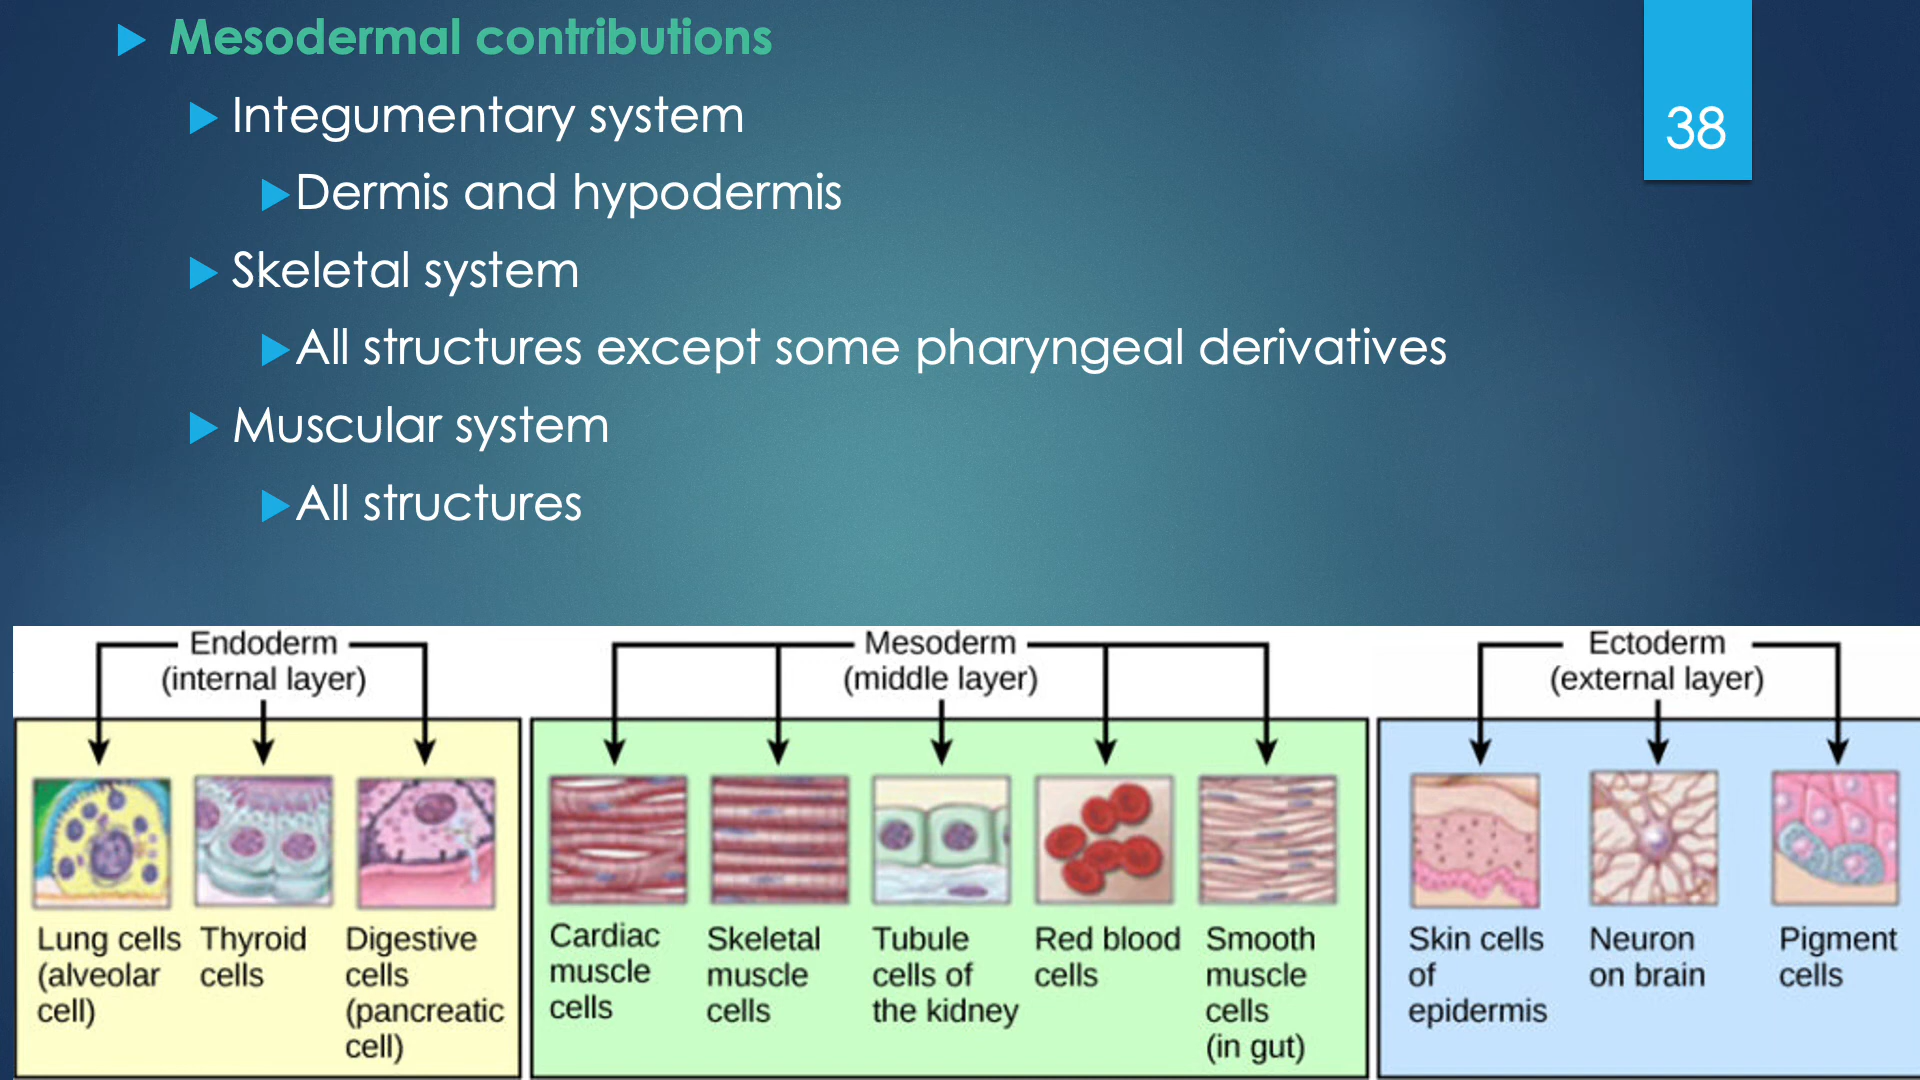 Mesodermal contributions
38
Integumentary system
Dermis and hypodermis
Skeletal system
All structures except some pharyngeal derivatives
Muscular system
All structures
Endoderm
(internal layer)
Lung cells
(alveolar
cell)
Thyroid
cells
Digestive
cells
(pancreatic
cell)
Mesoderm
(middle layer)
Cardiac
muscle
cells
Skeletal
muscle
cells
Tubule
cells of
the kidney
Red blood
cells
Smooth
muscle
cells
(in gut)
Ectoderm
(external layer)
Skin cells
of
epidermis
Neuron
on brain
Pigment
cells